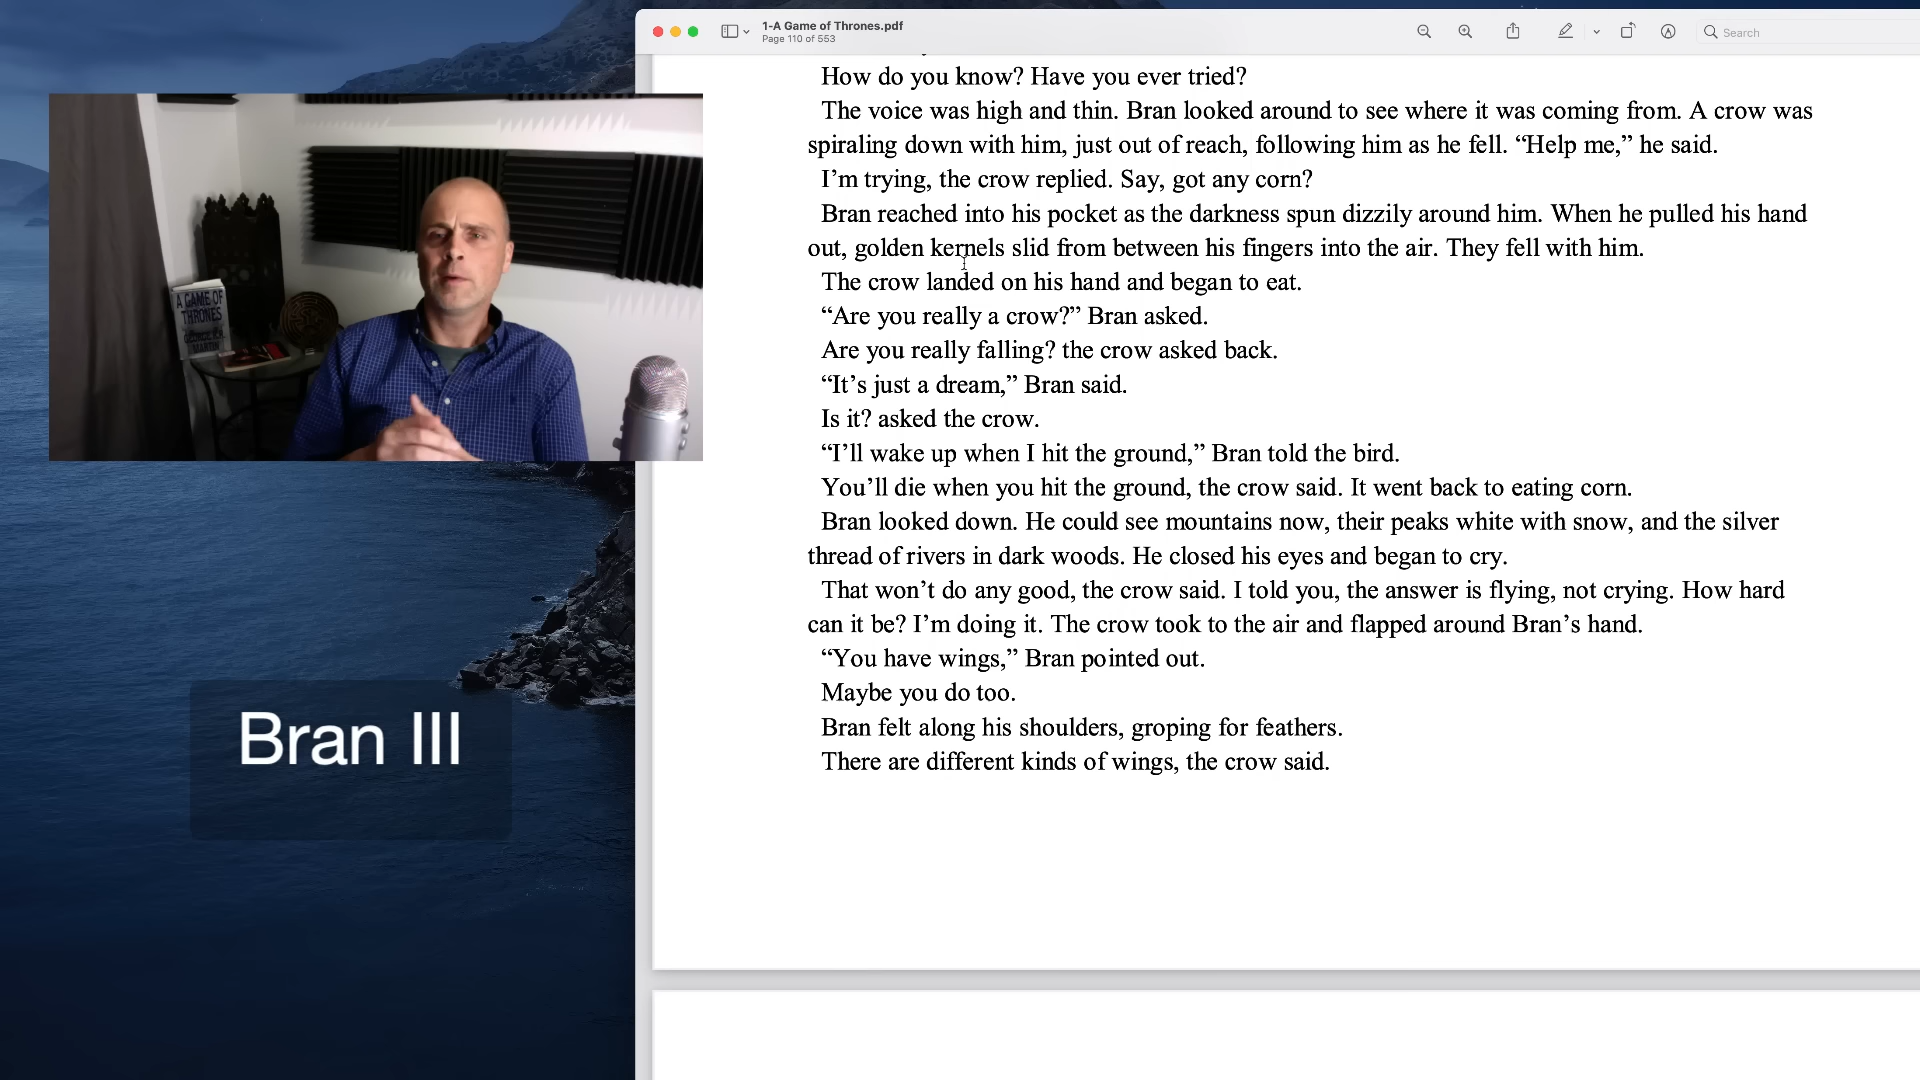 1-A Game of Thrones.pdf
Page 110 of 553
Search
How do you know? Have you ever tried?
The voice was high and thin. Bran looked around to see where it was coming from. A crow was
spiraling down with him, just out of reach, following him as he fell. “Help me,” he said.
I’m trying, the crow replied. Say, got any corn?
Bran reached into his pocket as the darkness spun dizzily around him. When he pulled his hand
out, golden kernels slid from between his fingers into the air. They fell with him.
The crow landed on his hand and began to eat.
“Are you really a crow?” Bran asked.
Are you really falling? the crow asked back.
“It’s just a dream,” Bran said.
Is it? asked the crow.
“I’ll wake up when I hit the ground,” Bran told the bird.
You’ll die when you hit the ground, the crow said. It went back to eating corn.
Bran looked down. He could see mountains now, their peaks white with snow, and the silver
thread of rivers in dark woods. He closed his eyes and began to cry.
That won’t do any good, the crow said. I told you, the answer is flying, not crying. How hard
can it be? I’m doing it. The crow took to the air and flapped around Bran’s hand.
“You have wings,” Bran pointed out.
Maybe you do too.
Bran felt along his shoulders, groping for feathers.
There are different kinds of wings, the crow said.
A GAME OF
THRONES
GEORGE R.R.
MARTIN
Bran III